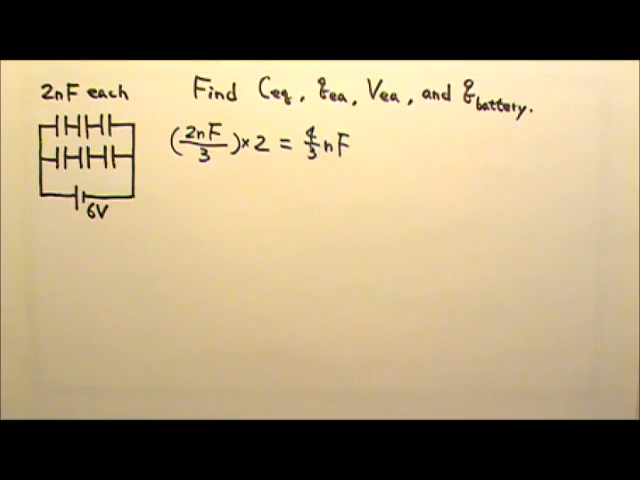 2nF each
Find Ceq, qea, Vea, and qbattery.
(2nF/3)×2 = 4/3 nF
6V